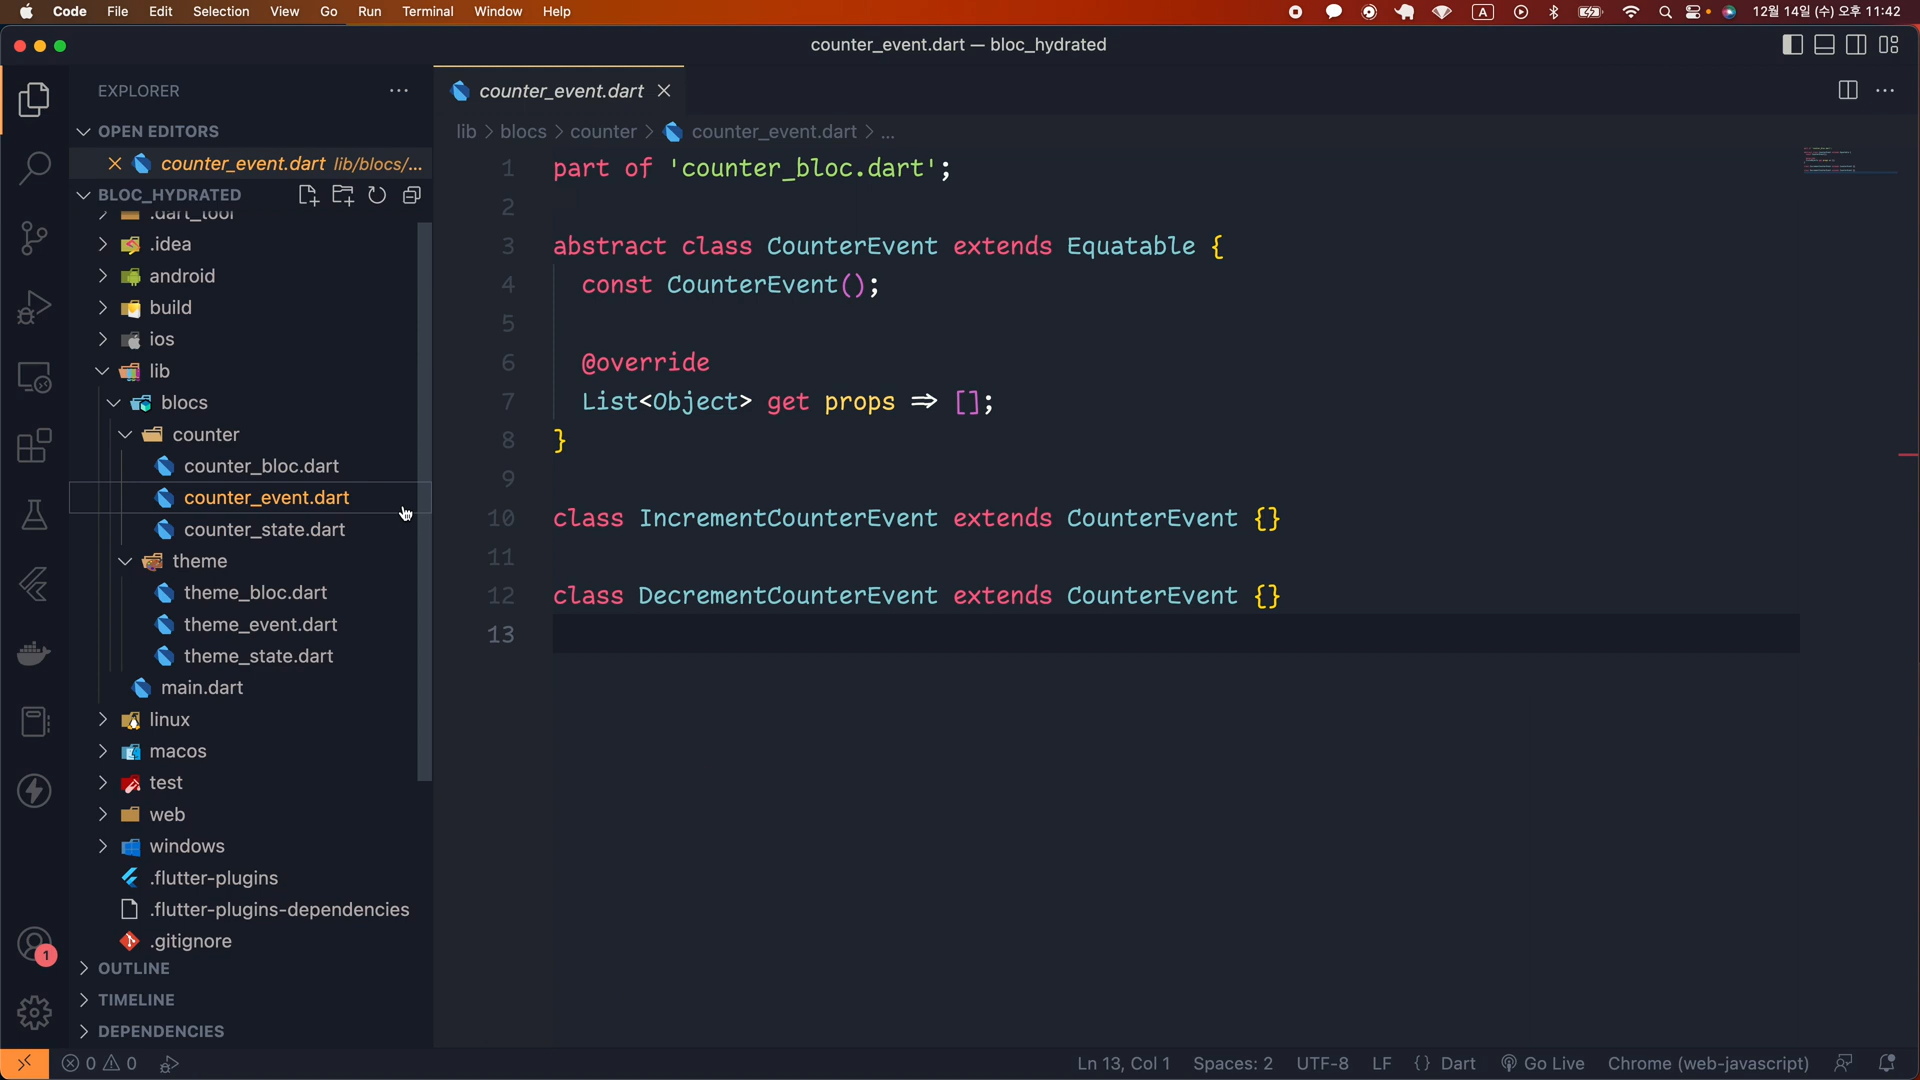 Code File Edit Selection View Go Run Terminal Window Help A 12월 14일 (수) 오후 11:42
counter_event.dart — bloc_hydrated
EXPLORER
counter_event.dart
OPEN EDITORS
lib > blocs > counter > counter_event.dart > ...
counter_event.dart lib/blocs/...
BLOC_HYDRATED
.dart_tool
.idea
android
build
ios
lib
blocs
counter
counter_bloc.dart
counter_event.dart
counter_state.dart
theme
theme_bloc.dart
theme_event.dart
theme_state.dart
main.dart
linux
macos
test
web
windows
.flutter-plugins
.flutter-plugins-dependencies
.gitignore
OUTLINE
TIMELINE
DEPENDENCIES
1
1 part of 'counter_bloc.dart';
2
3 abstract class CounterEvent extends Equatable {
4 const CounterEvent();
5
6 @override
7 List<Object> get props => [];
8 }
9
10 class IncrementCounterEvent extends CounterEvent {}
11
12 class DecrementCounterEvent extends CounterEvent {}
13
0 0 Ln 13, Col 1 Spaces: 2 UTF-8 LF {} Dart Go Live Chrome (web-javascript)